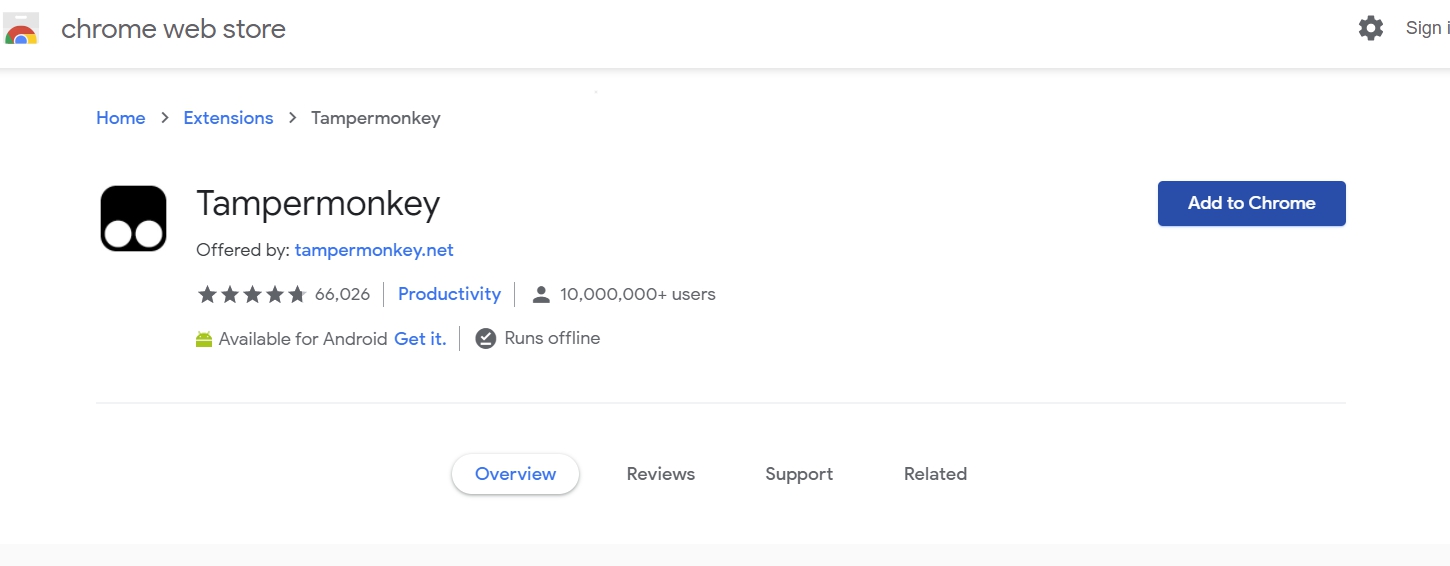 chrome web store
Sign i
Home > Extensions > Tampermonkey
Tampermonkey
Add to Chrome
Offered by: tampermonkey.net
66,026 Productivity 10,000,000+ users
Available for Android Get it. Runs offline
Overview Reviews Support Related